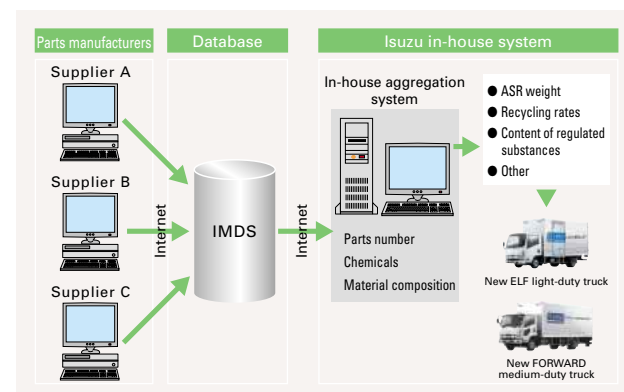 Parts manufacturers
Database
Isuzu in-house system
Supplier A
Supplier B
Supplier C
Internet
IMDS
Internet
In-house aggregation
system
Parts number
Chemicals
Material composition
● ASR weight
● Recycling rates
● Content of regulated
substances
● Other
New ELF light-duty truck
New FORWARD
medium-duty truck